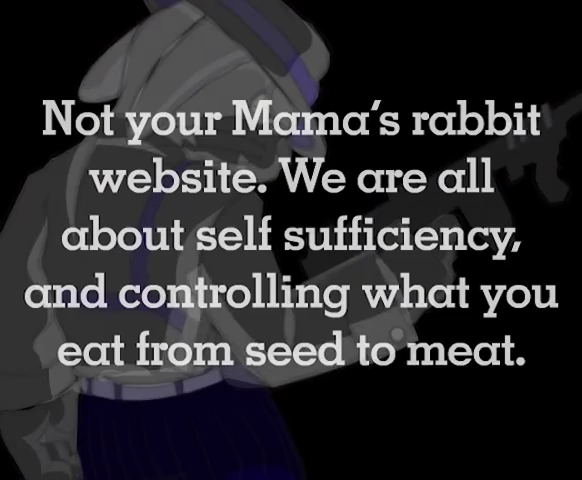 Not your Mama's rabbit
website. We are all
about self sufficiency,
and controlling what you
eat from seed to meat.